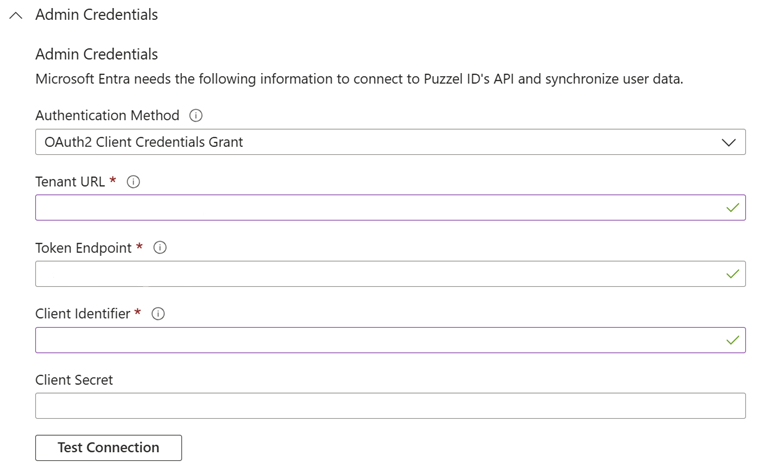 Admin Credentials
Admin Credentials
Microsoft Entra needs the following information to connect to Puzzel ID's API and synchronize user data.
Authentication Method
OAuth2 Client Credentials Grant
Tenant URL *
Token Endpoint *
Client Identifier *
Client Secret
Test Connection